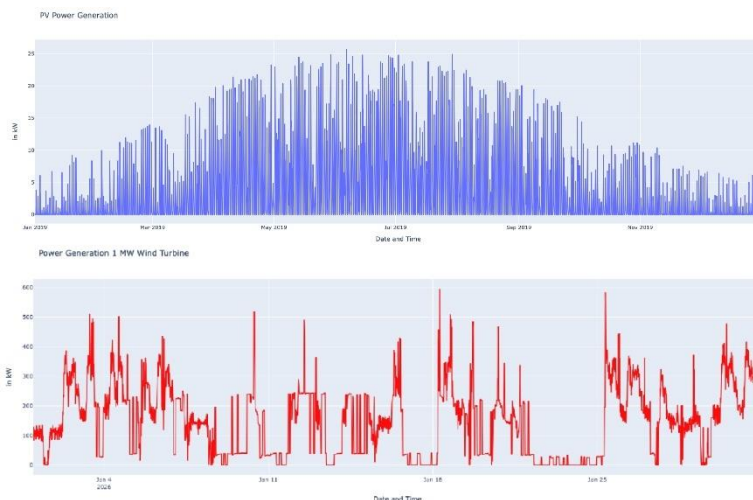 PV Power Generation
in kW
25
20
15
10
5
0
Jan 2019 Mar 2019 May 2019 Jul 2019 Sep 2019 Nov 2019
Date and Time
Power Generation 1 MW Wind Turbine
in kW
600
500
400
300
200
100
0
Jan 4 Jan 11 Jan 18 Jan 25
2026
Date and Time